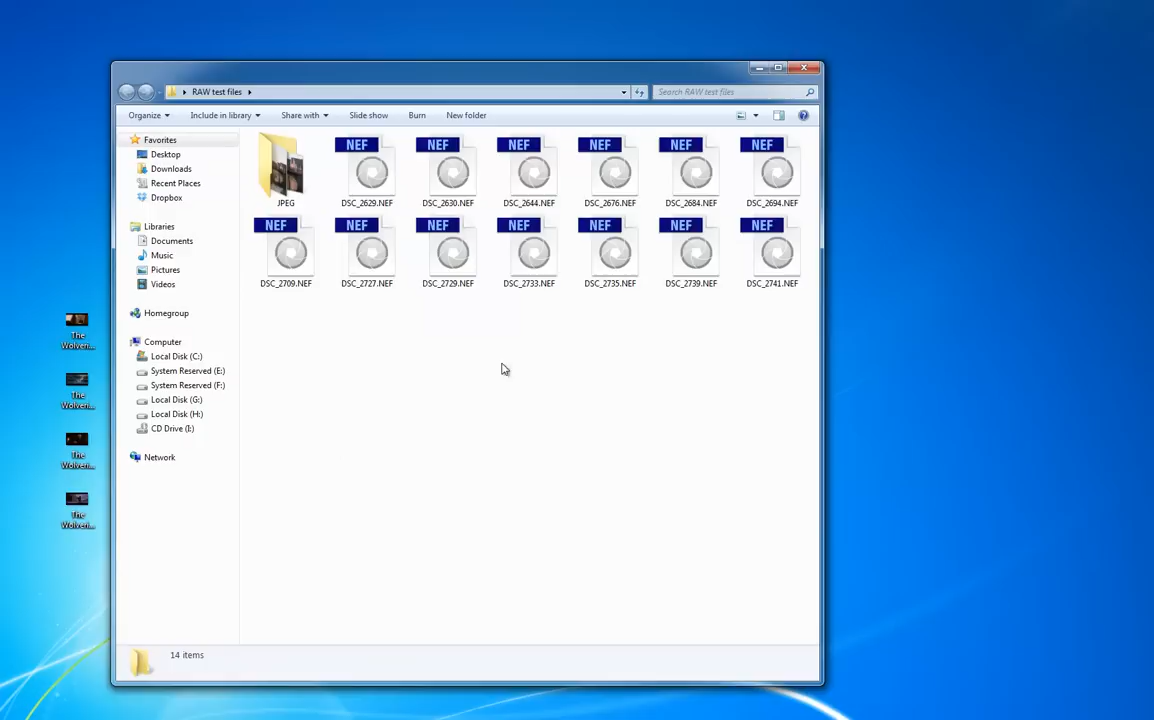 RAW test files
Search RAW test files
Organize Include in library Share with Slide show Burn New folder
Favorites
Desktop
Downloads
Recent Places
Dropbox
Libraries
Documents
Music
Pictures
Videos
Homegroup
Computer
Local Disk (C:)
System Reserved (E:)
System Reserved (F:)
Local Disk (G:)
Local Disk (H:)
CD Drive (I:)
Network
NEF NEF NEF NEF NEF NEF
JPEG DSC_2629.NEF DSC_2630.NEF DSC_2644.NEF DSC_2676.NEF DSC_2684.NEF DSC_2694.NEF
NEF NEF NEF NEF NEF NEF NEF
DSC_2709.NEF DSC_2727.NEF DSC_2729.NEF DSC_2733.NEF DSC_2735.NEF DSC_2739.NEF DSC_2741.NEF
14 items
The
Wolven...
The
Wolven...
The
Wolven...
The
Wolven...